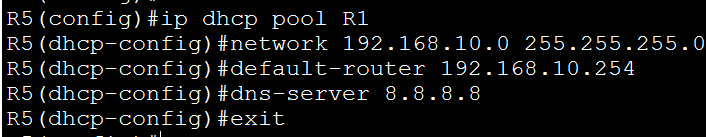 R5(config)#ip dhcp pool R1
R5(dhcp-config)#network 192.168.10.0 255.255.255.0
R5(dhcp-config)#default-router 192.168.10.254
R5(dhcp-config)#dns-server 8.8.8.8
R5(dhcp-config)#exit